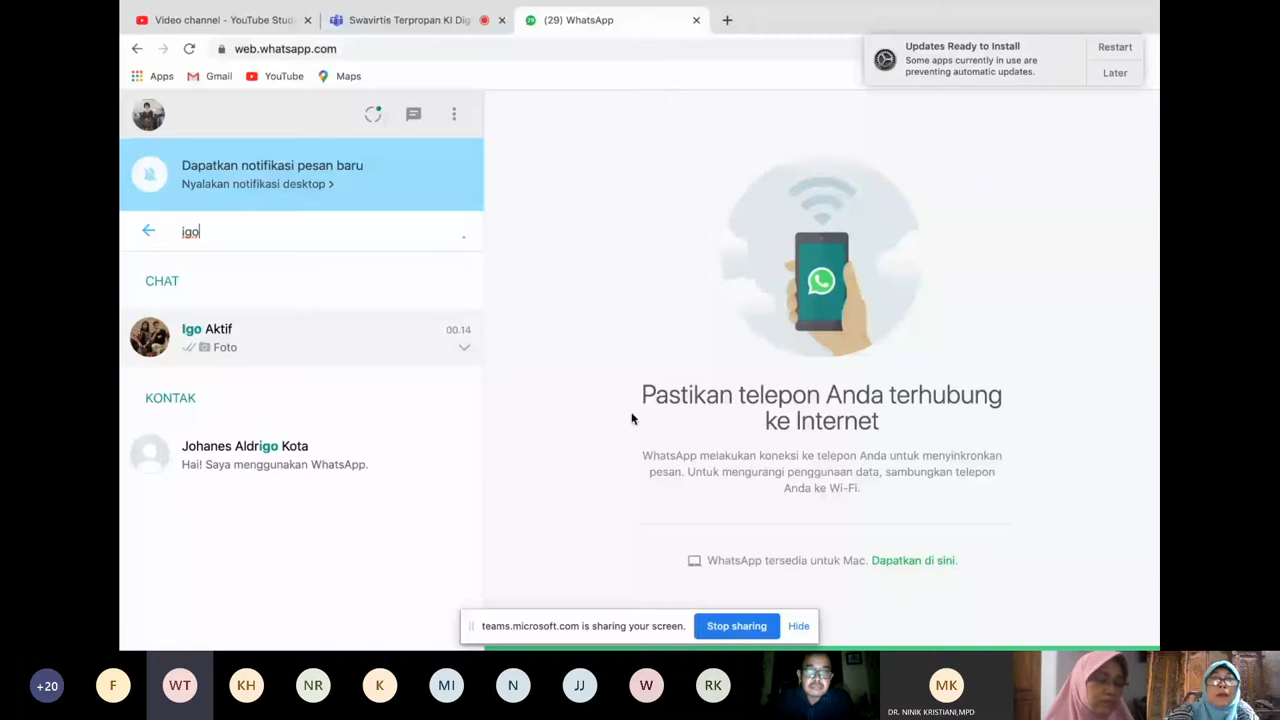 Video channel - YouTube Stud
Swavirtis Terpropan KI Digi
(29) WhatsApp
web.whatsapp.com
Updates Ready to Install
Some apps currently in use are
preventing automatic updates.
Restart
Later
Apps
Gmail
YouTube
Maps
Dapatkan notifikasi pesan baru
Nyalakan notifikasi desktop >
igo
CHAT
Igo Aktif
00.14
Foto
KONTAK
Johanes Aldrigo Kota
Hai! Saya menggunakan WhatsApp.
Pastikan telepon Anda terhubung
ke Internet
WhatsApp melakukan koneksi ke telepon Anda untuk menyinkronkan
pesan. Untuk mengurangi penggunaan data, sambungkan telepon
Anda ke Wi-Fi.
WhatsApp tersedia untuk Mac. Dapatkan di sini.
teams.microsoft.com is sharing your screen.
Stop sharing
Hide
+20
F
WT
KH
NR
K
MI
N
JJ
W
RK
MK
DR. NINIK KRISTIANI,MPD